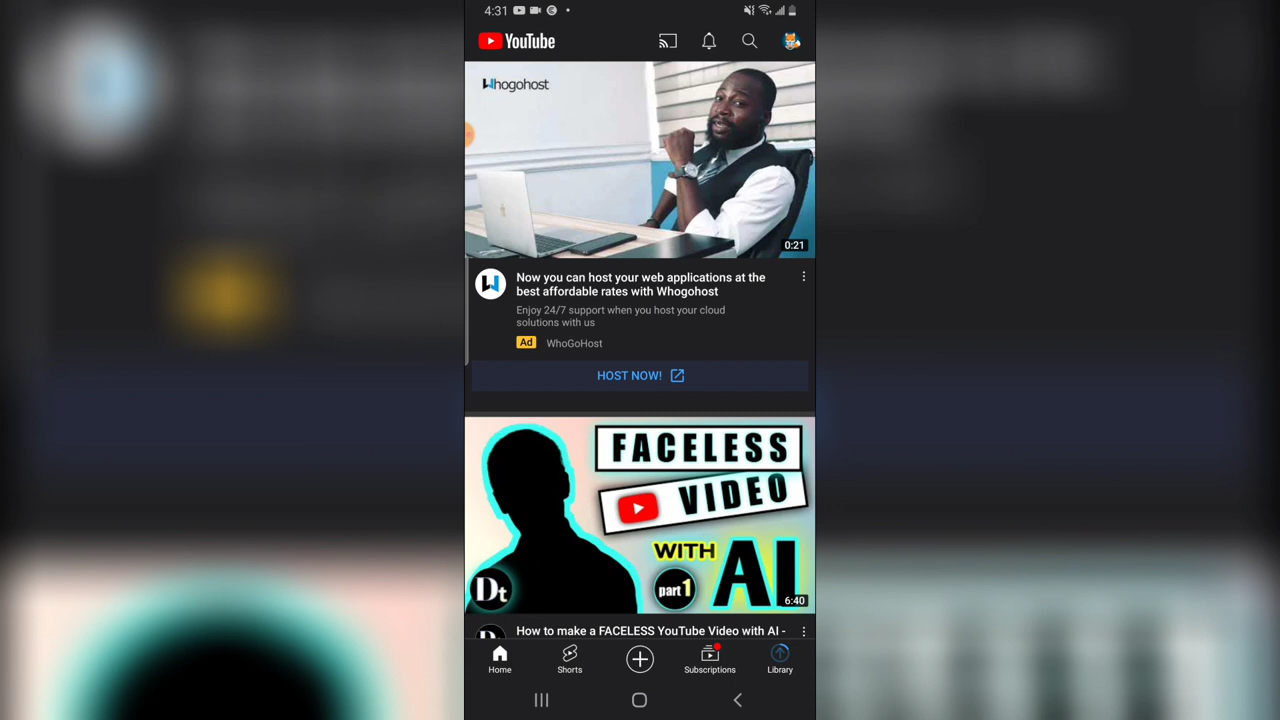 4:31
YouTube
Whogohost
0:21
Now you can host your web applications at the
best affordable rates with Whogohost
Enjoy 24/7 support when you host your cloud
solutions with us
Ad WhoGoHost
HOST NOW!
FACELESS
VIDEO
WITH AI
Dt
part 1
6:40
How to make a FACELESS YouTube Video with AI -
Home Shorts Subscriptions Library